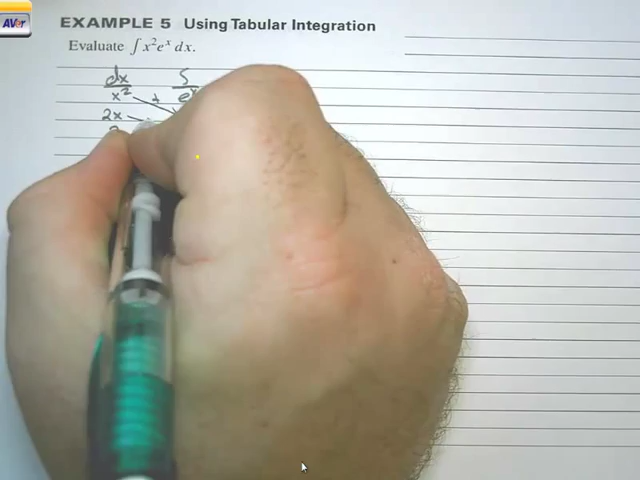 AVer
EXAMPLE 5 Using Tabular Integration
Evaluate ∫ x²eˣ dx.
dx ∫
x² +
2x